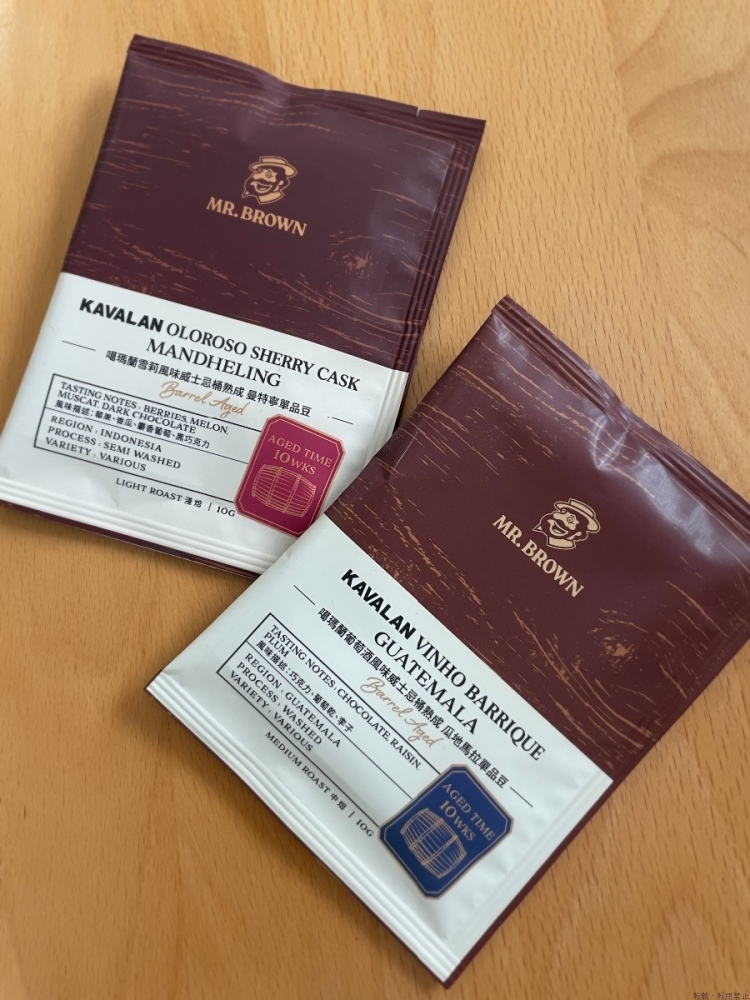 MR. BROWN
KAVALAN OLOROSO SHERRY CASK
MANDHELING
噶瑪蘭雪莉風味威士忌桶熟成 曼特寧單品豆
Barrel Aged
TASTING NOTES : BERRIES, MELON,
MUSCAT, DARK CHOCOLATE
風味描述：莓果、香瓜、麝香葡萄、黑巧克力
REGION : INDONESIA
PROCESS : SEMI WASHED
VARIETY : VARIOUS
AGED TIME
10 WKS
LIGHT ROAST 淺焙 | 10G
MR. BROWN
KAVALAN VINHO BARRIQUE
GUATEMALA
噶瑪蘭葡萄酒風味威士忌桶熟成 瓜地馬拉單品豆
Barrel Aged
TASTING NOTES : CHOCOLATE, RAISIN,
PLUM
風味描述：巧克力、葡萄乾、李子
REGION : GUATEMALA
PROCESS : WASHED
VARIETY : VARIOUS
AGED TIME
10 WKS
MEDIUM ROAST 中焙 | 10G
転載・転用禁止